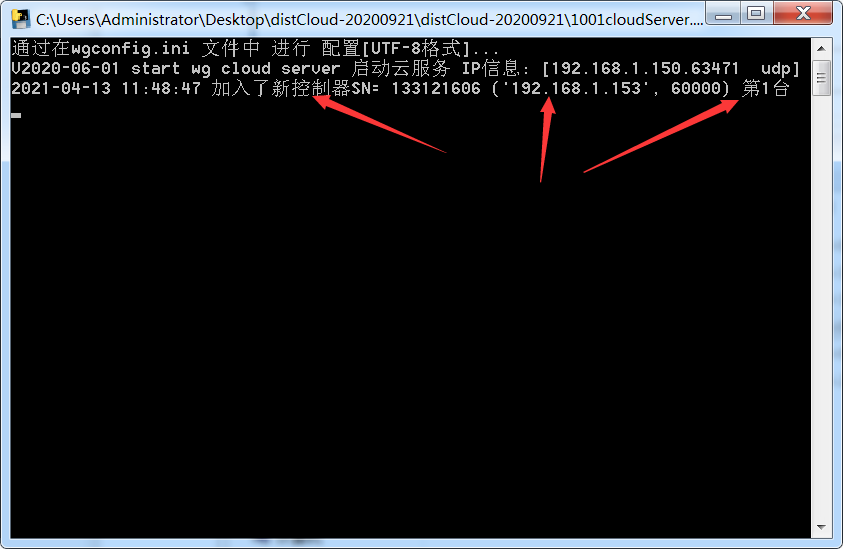 C:\Users\Administrator\Desktop\distCloud-20200921\distCloud-20200921\1001cloudServer....
通过在wgconfig.ini 文件中 进行 配置[UTF-8格式]...
V2020-06-01 start wg cloud server 启动云服务 IP信息: [192.168.1.150.63471  udp]
2021-04-13 11:48:47 加入了新控制器SN= 133121606 ('192.168.1.153', 60000) 第1台